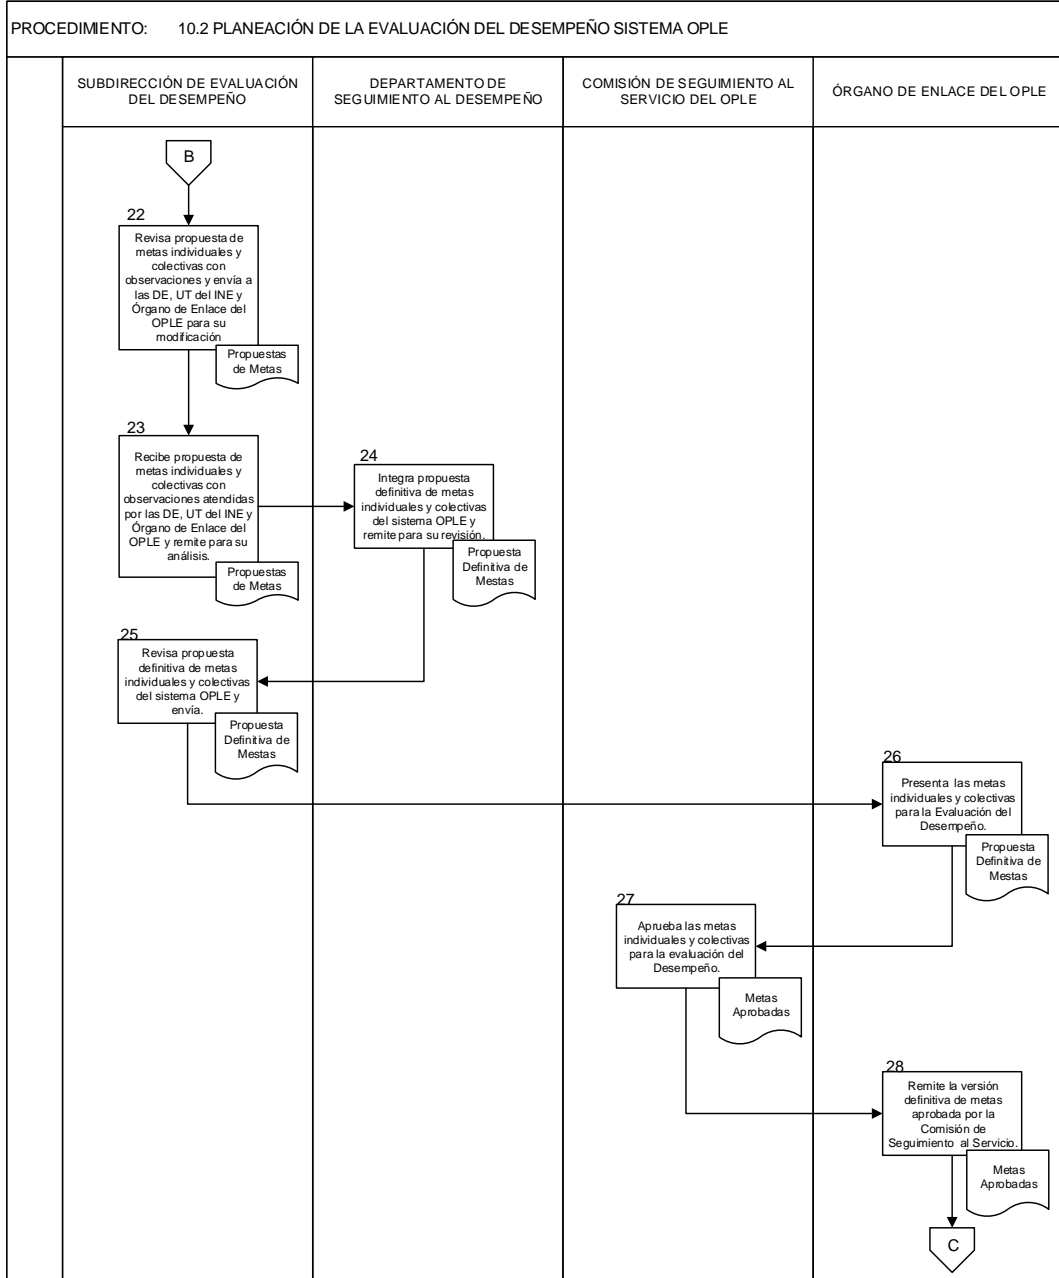 PROCEDIMIENTO: 10.2 PLANEACIÓN DE LA EVALUACIÓN DEL DESEMPEÑO SISTEMA OPLE
SUBDIRECCIÓN DE EVALUACIÓN
DEL DESEMPEÑO
DEPARTAMENTO DE
SEGUIMIENTO AL DESEMPEÑO
COMISIÓN DE SEGUIMIENTO AL
SERVICIO DEL OPLE
ÓRGANO DE ENLACE DEL OPLE
B
22
Revisa propuesta de
metas individuales y
colectivas con
observaciones y envía a
las DE, UT del INE y
Órgano de Enlace del
OPLE para su
modificación
Propuestas
de Metas
23
Recibe propuesta de
metas individuales y
colectivas con
observaciones atendidas
por las DE, UT del INE y
Órgano de Enlace del
OPLE y remite para su
análisis.
Propuestas
de Metas
24
Integra propuesta
definitiva de metas
individuales y colectivas
del sistema OPLE y
remite para su revisión.
Propuesta
Definitiva de
Mestas
25
Revisa propuesta
definitiva de metas
individuales y colectivas
del sistema OPLE y
envía.
Propuesta
Definitiva de
Mestas
26
Presenta las metas
individuales y colectivas
para la Evaluación del
Desempeño.
Propuesta
Definitiva de
Mestas
27
Aprueba las metas
individuales y colectivas
para la evaluación del
Desempeño.
Metas
Aprobadas
28
Remite la versión
definitiva de metas
aprobada por la
Comisión de
Seguimiento al Servicio.
Metas
Aprobadas
C